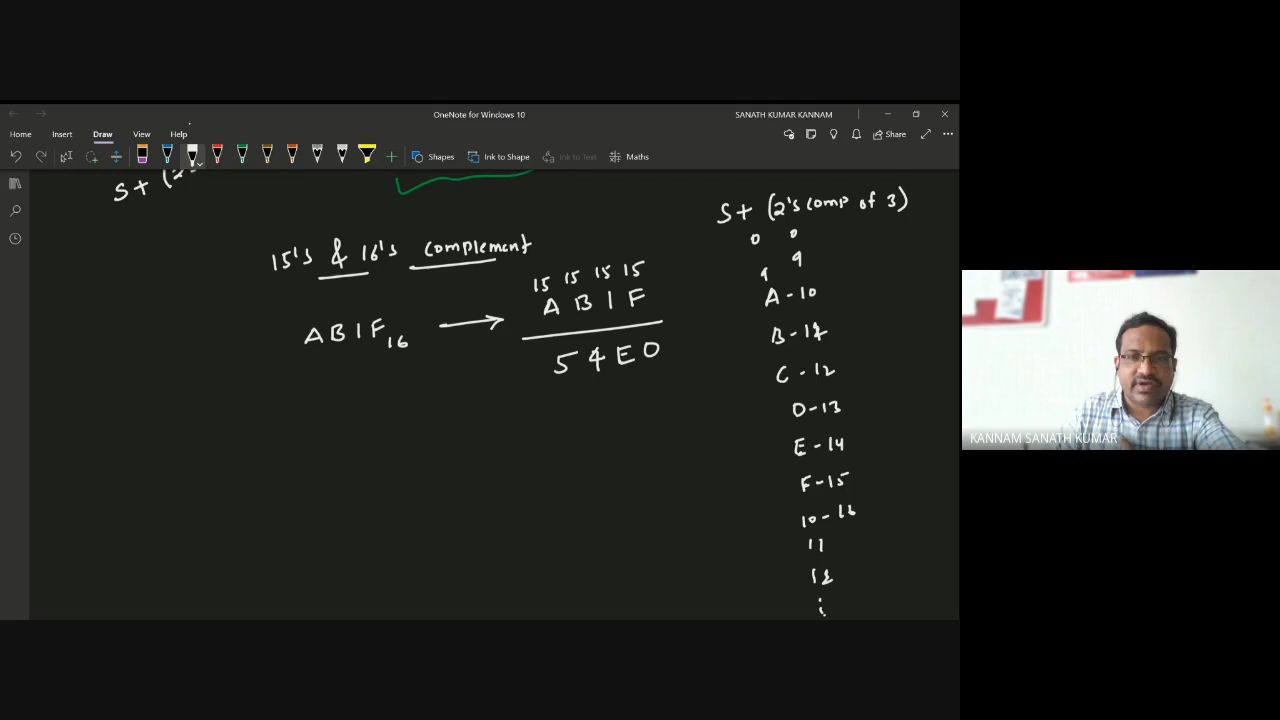 OneNote for Windows 10
SANATH KUMAR KANNAM
Home Insert Draw View Help
Share
Shapes Ink to Shape Ink to Text Maths
S+ (2's
S+ (2's comp of 3)
15's & 16's complement
15 15 15 15
A B 1 F
AB1F16 →
5 4 E 0
0 0
9 9
A - 10
B - 11
C - 12
D - 13
E - 14
F - 15
10 - 16
11
12
KANNAM SANATH KUMAR